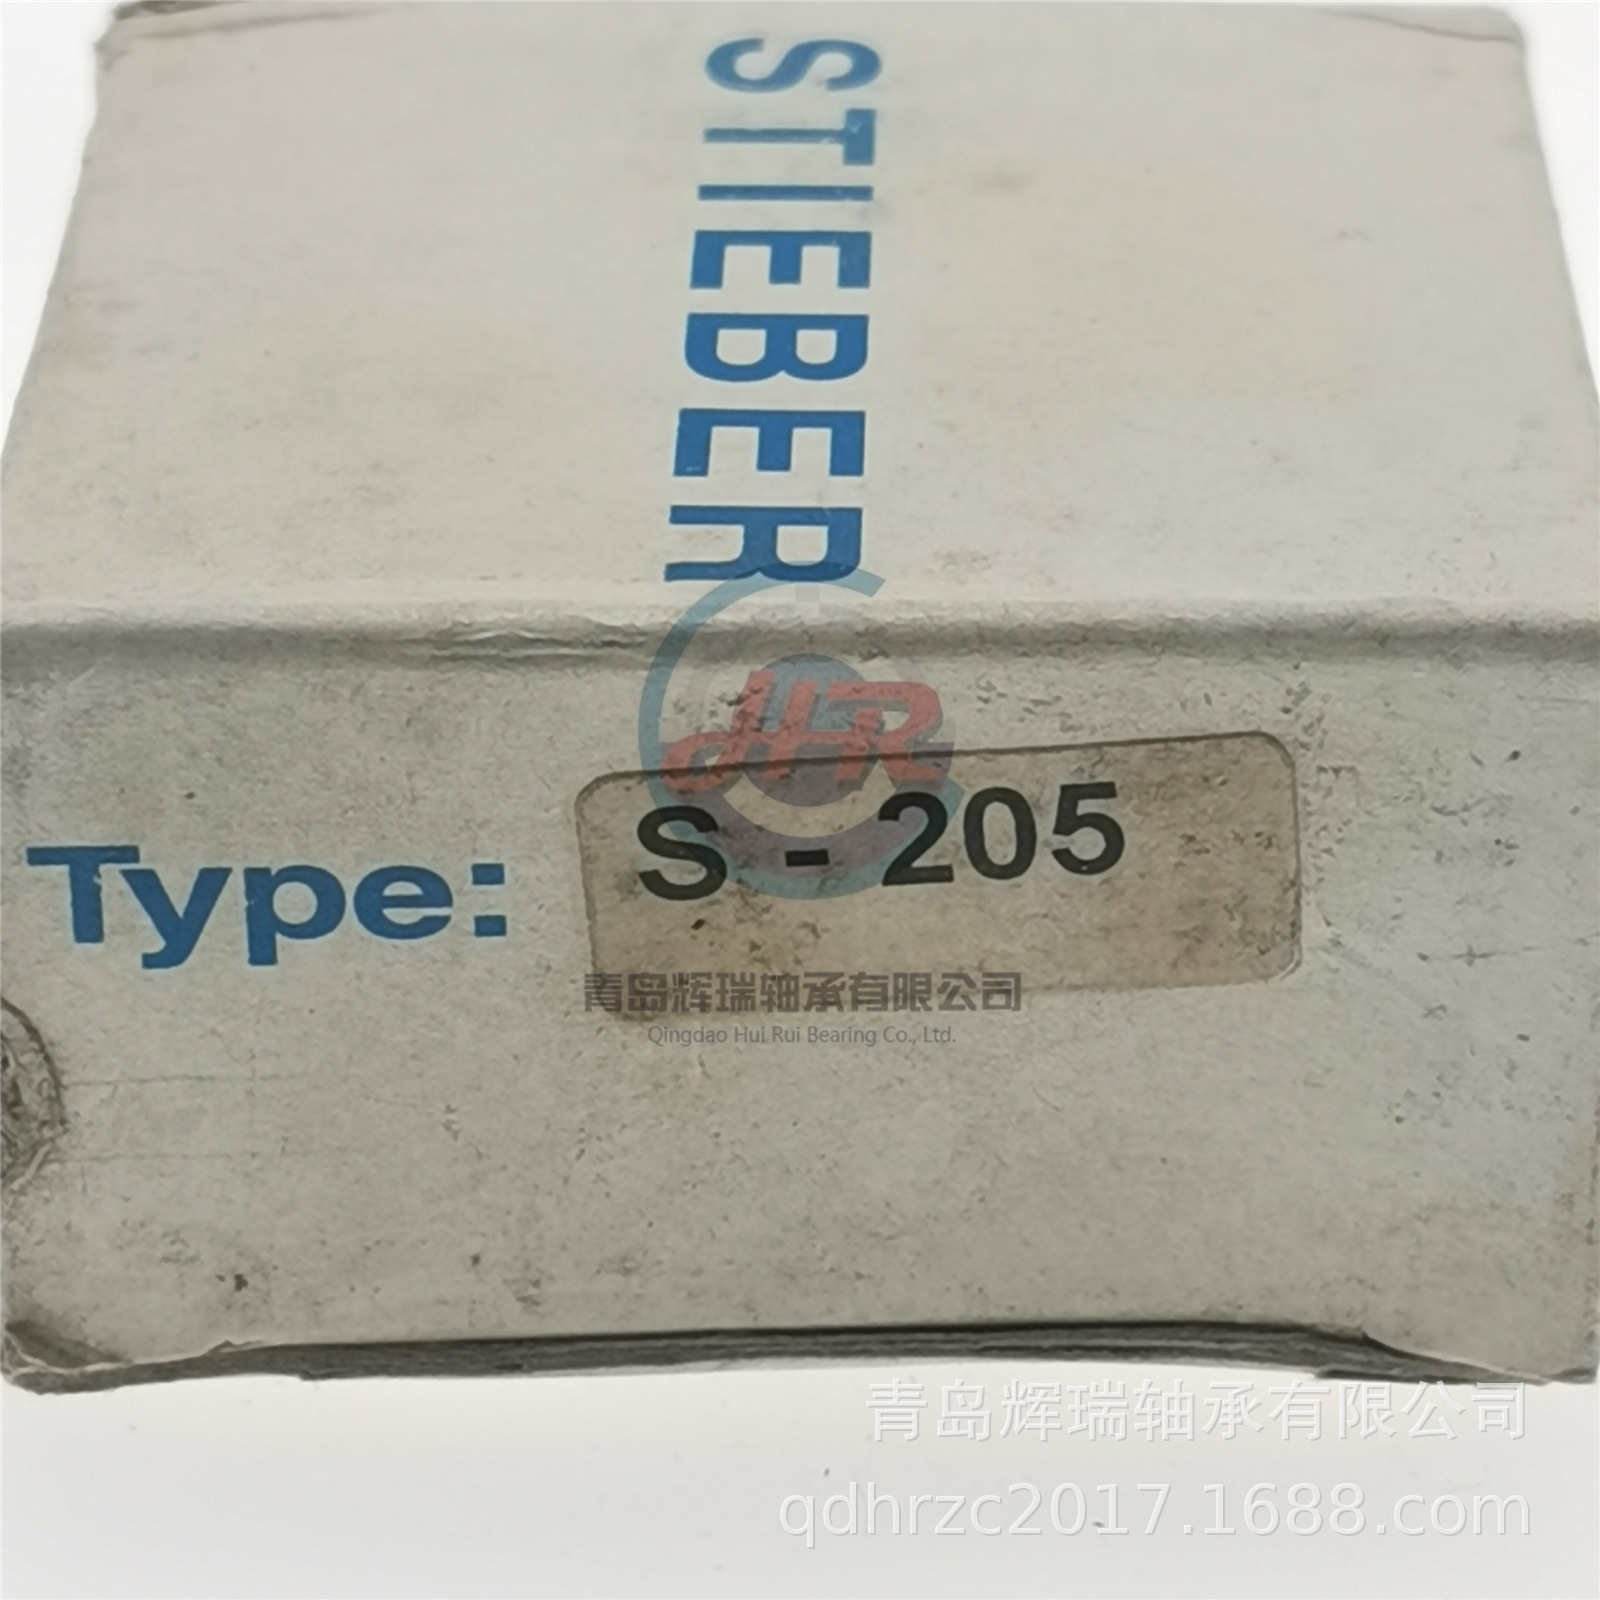 STIEBER
HR
Type: S - 205
青岛辉瑞轴承有限公司
Qingdao Hui Rui Bearing Co., Ltd.
青岛辉瑞轴承有限公司
qdhrzc2017.1688.com